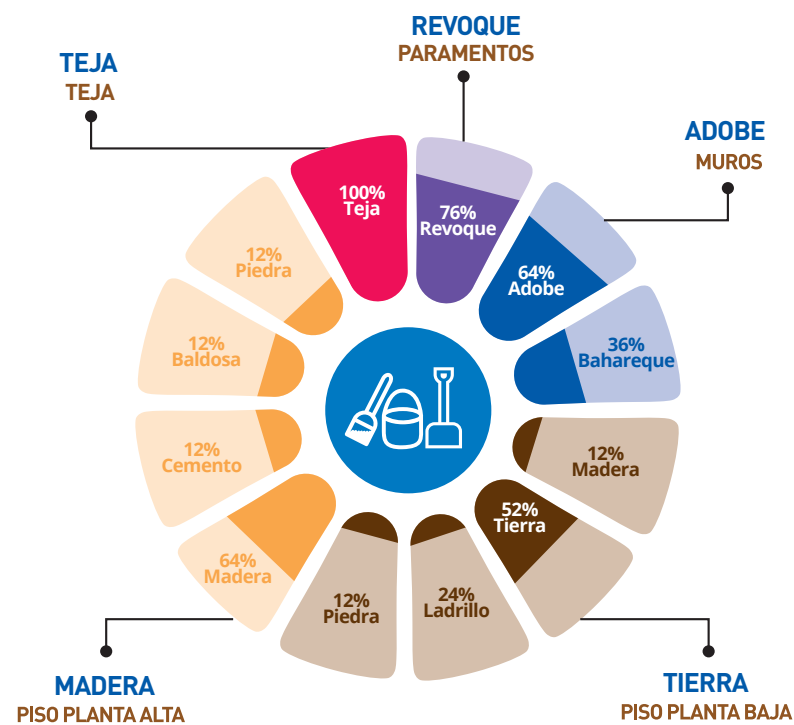 REVOQUE
PARAMENTOS
TEJA
TEJA
ADOBE
MUROS
100%
Teja
76%
Revoque
64%
Adobe
36%
Bahareque
12%
Madera
52%
Tierra
24%
Ladrillo
12%
Piedra
64%
Madera
12%
Cemento
12%
Baldosa
12%
Piedra
MADERA
PISO PLANTA ALTA
TIERRA
PISO PLANTA BAJA